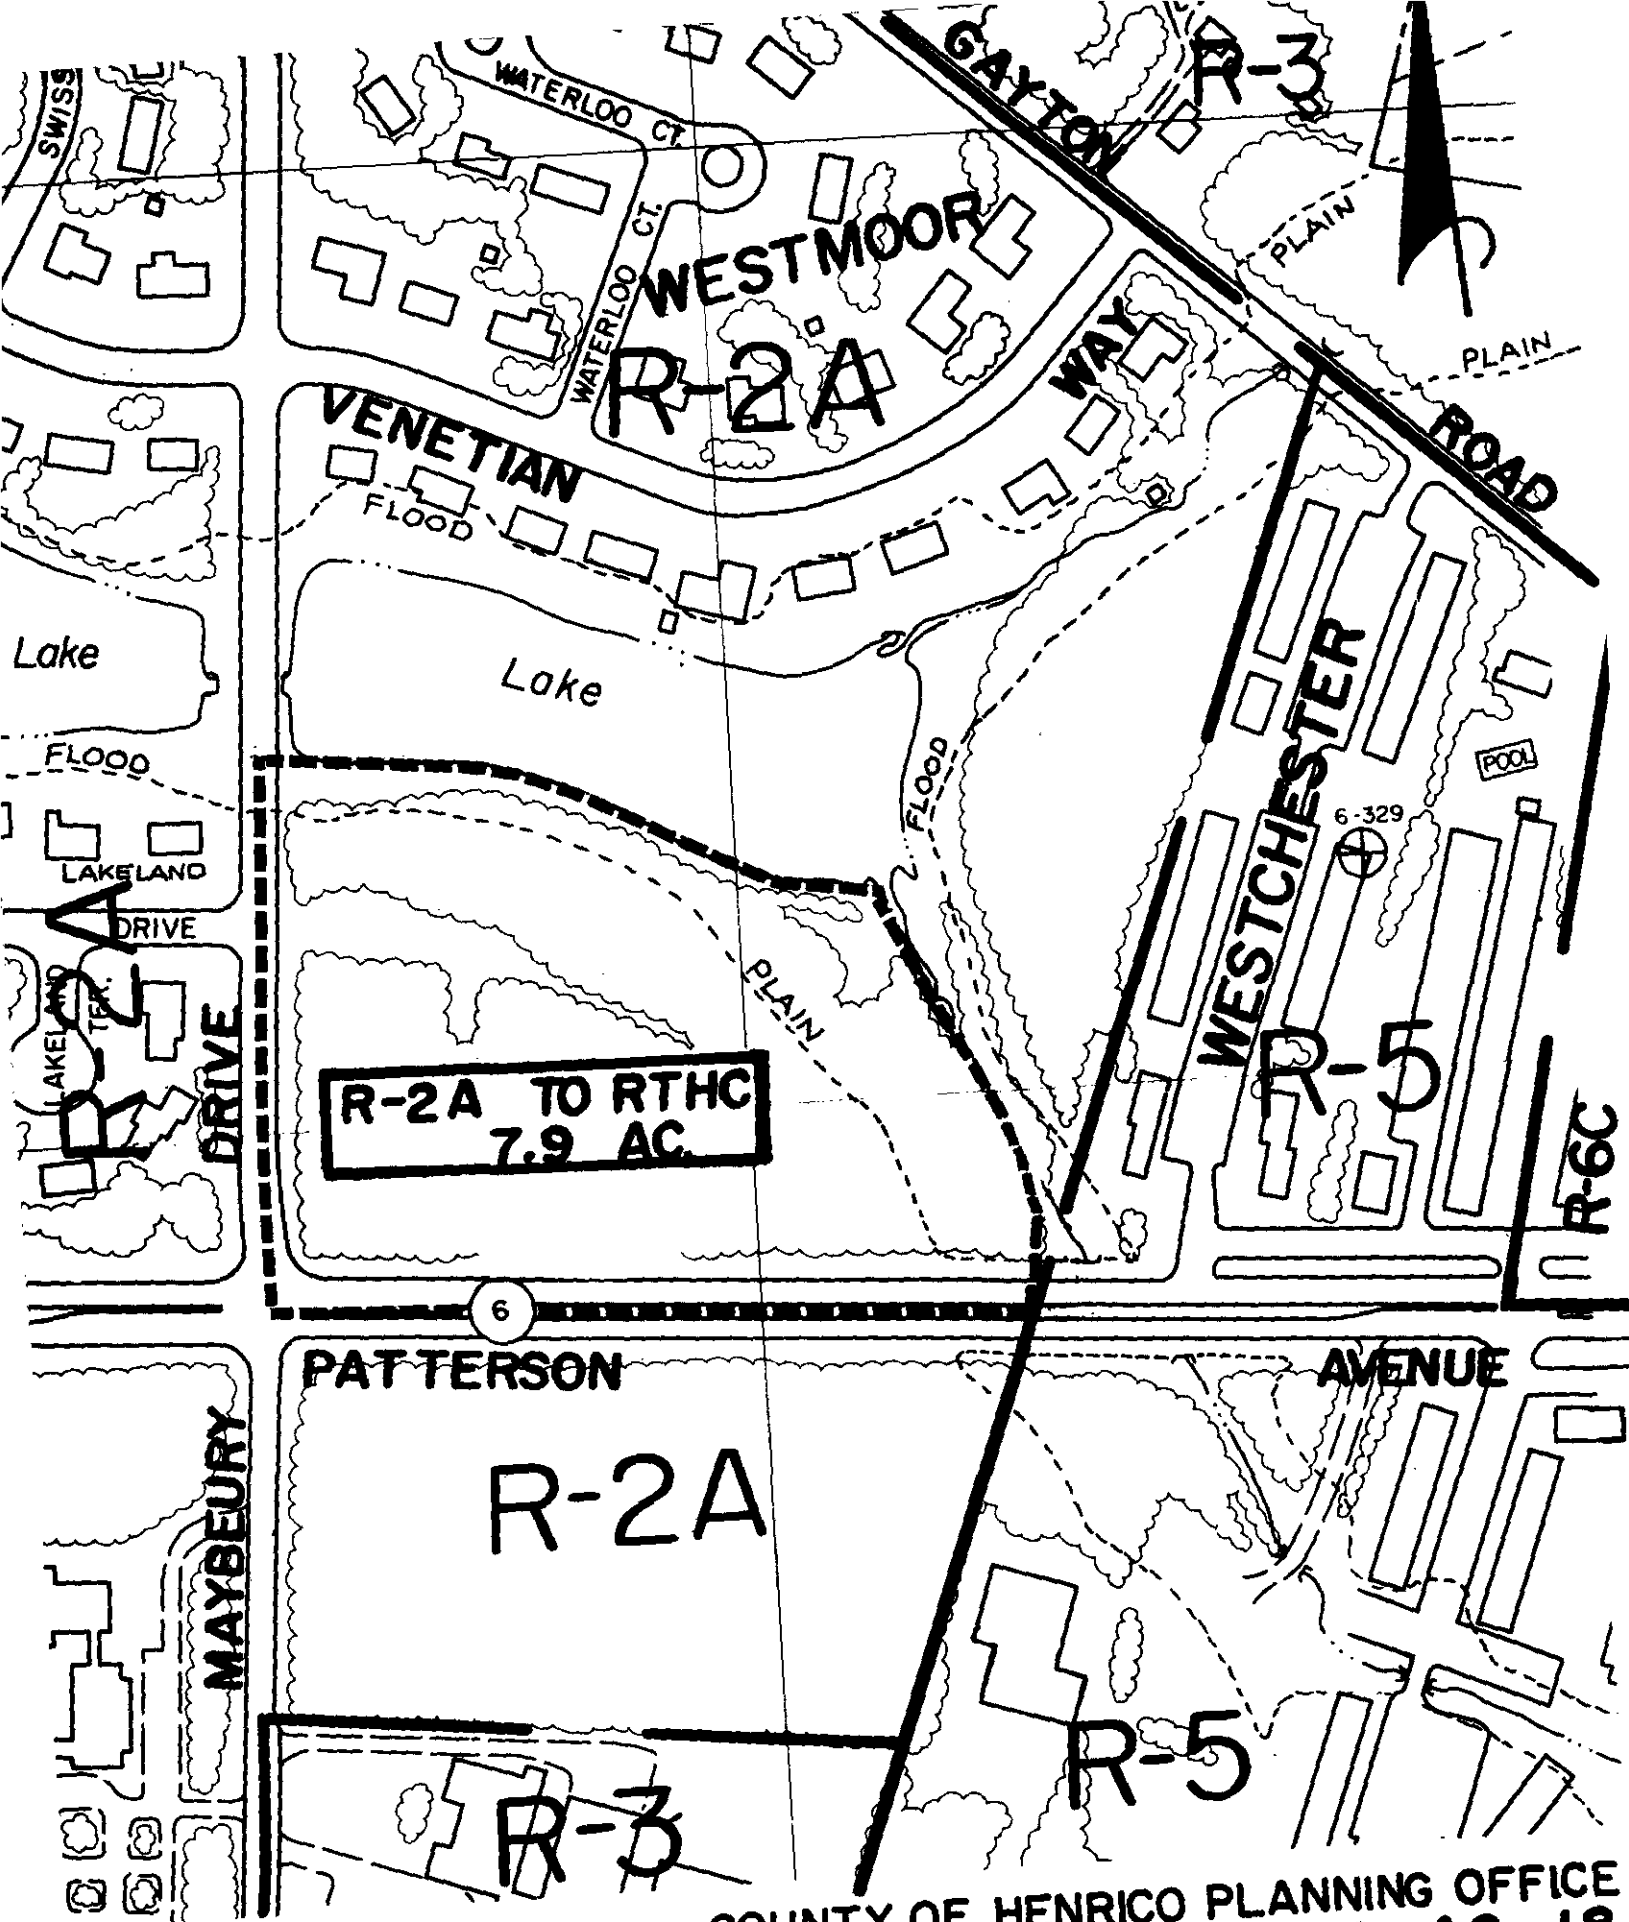 SWISS
WATERLOO CT.
GAYTON
R-3
WATERLOO CT.
WESTMOOR
PLAIN
R-2A
WAY
PLAIN
VENETIAN
FLOOD
ROAD
Lake
Lake
FLOOD
FLOOD
WESTCHESTER
POOL
6-329
LAKELAND
DRIVE
LAKELAND
TER.
R-2A
DRIVE
PLAIN
R-2A TO RTHC
7.9 AC.
R-5
R-6C
6
PATTERSON
AVENUE
MAYBEURY
R-2A
R-5
R-3
COUNTY OF HENRICO PLANNING OFFICE